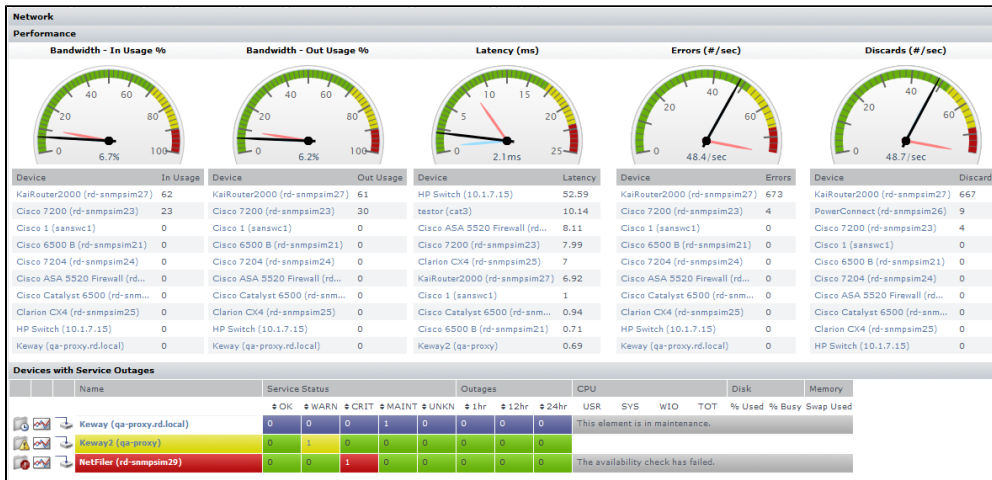 Network
Performance
Bandwidth - In Usage %
Bandwidth - Out Usage %
Latency (ms)
Errors (#/sec)
Discards (#/sec)
0 20 40 60 80 100
6.7%
0 20 40 60 80 100
6.2%
0 5 10 15 20 25
2.1ms
0 20 40 60
48.4/sec
0 20 40 60
48.7/sec
Device In Usage
KaiRouter2000 (rd-snmpsim27) 62
Cisco 7200 (rd-snmpsim23) 23
Cisco 1 (sanswc1) 0
Cisco 6500 B (rd-snmpsim21) 0
Cisco 7204 (rd-snmpsim24) 0
Cisco ASA 5520 Firewall (rd... 0
Cisco Catalyst 6500 (rd-snm... 0
Clarion CX4 (rd-snmpsim25) 0
HP Switch (10.1.7.15) 0
Keway (qa-proxy.rd.local) 0
Device Out Usage
KaiRouter2000 (rd-snmpsim27) 61
Cisco 7200 (rd-snmpsim23) 30
Cisco 1 (sanswc1) 0
Cisco 6500 B (rd-snmpsim21) 0
Cisco 7204 (rd-snmpsim24) 0
Cisco ASA 5520 Firewall (rd... 0
Cisco Catalyst 6500 (rd-snm... 0
Clarion CX4 (rd-snmpsim25) 0
HP Switch (10.1.7.15) 0
Keway (qa-proxy.rd.local) 0
Device Latency
HP Switch (10.1.7.15) 52.59
testor (cat3) 10.14
Cisco ASA 5520 Firewall (rd... 8.11
Cisco 7200 (rd-snmpsim23) 7.99
Clarion CX4 (rd-snmpsim25) 7
KaiRouter2000 (rd-snmpsim27) 6.92
Cisco 1 (sanswc1) 1
Cisco Catalyst 6500 (rd-snm... 0.94
Cisco 6500 B (rd-snmpsim21) 0.71
Keway2 (qa-proxy) 0.69
Device Errors
KaiRouter2000 (rd-snmpsim27) 673
Cisco 7200 (rd-snmpsim23) 4
Cisco 1 (sanswc1) 0
Cisco 6500 B (rd-snmpsim21) 0
Cisco 7204 (rd-snmpsim24) 0
Cisco ASA 5520 Firewall (rd... 0
Cisco Catalyst 6500 (rd-snm... 0
Clarion CX4 (rd-snmpsim25) 0
HP Switch (10.1.7.15) 0
Keway (qa-proxy.rd.local) 0
Device Discard
KaiRouter2000 (rd-snmpsim27) 667
PowerConnect (rd-snmpsim26) 9
Cisco 7200 (rd-snmpsim23) 4
Cisco 1 (sanswc1) 0
Cisco 6500 B (rd-snmpsim21) 0
Cisco 7204 (rd-snmpsim24) 0
Cisco ASA 5520 Firewall (rd... 0
Cisco Catalyst 6500 (rd-snm... 0
Clarion CX4 (rd-snmpsim25) 0
HP Switch (10.1.7.15) 0
Devices with Service Outages
Name Service Status Outages CPU Disk Memory
OK WARN CRIT MAINT UNKN 1hr 12hr 24hr USR SYS WIO TOT % Used % Busy Swap Used
Keway (qa-proxy.rd.local) 0 0 0 1 0 0 0 0 This element is in maintenance.
Keway2 (qa-proxy) 0 1 0 0 0 0 0 0
NetFiler (rd-snmpsim29) 0 0 1 0 0 0 0 0 The availability check has failed.